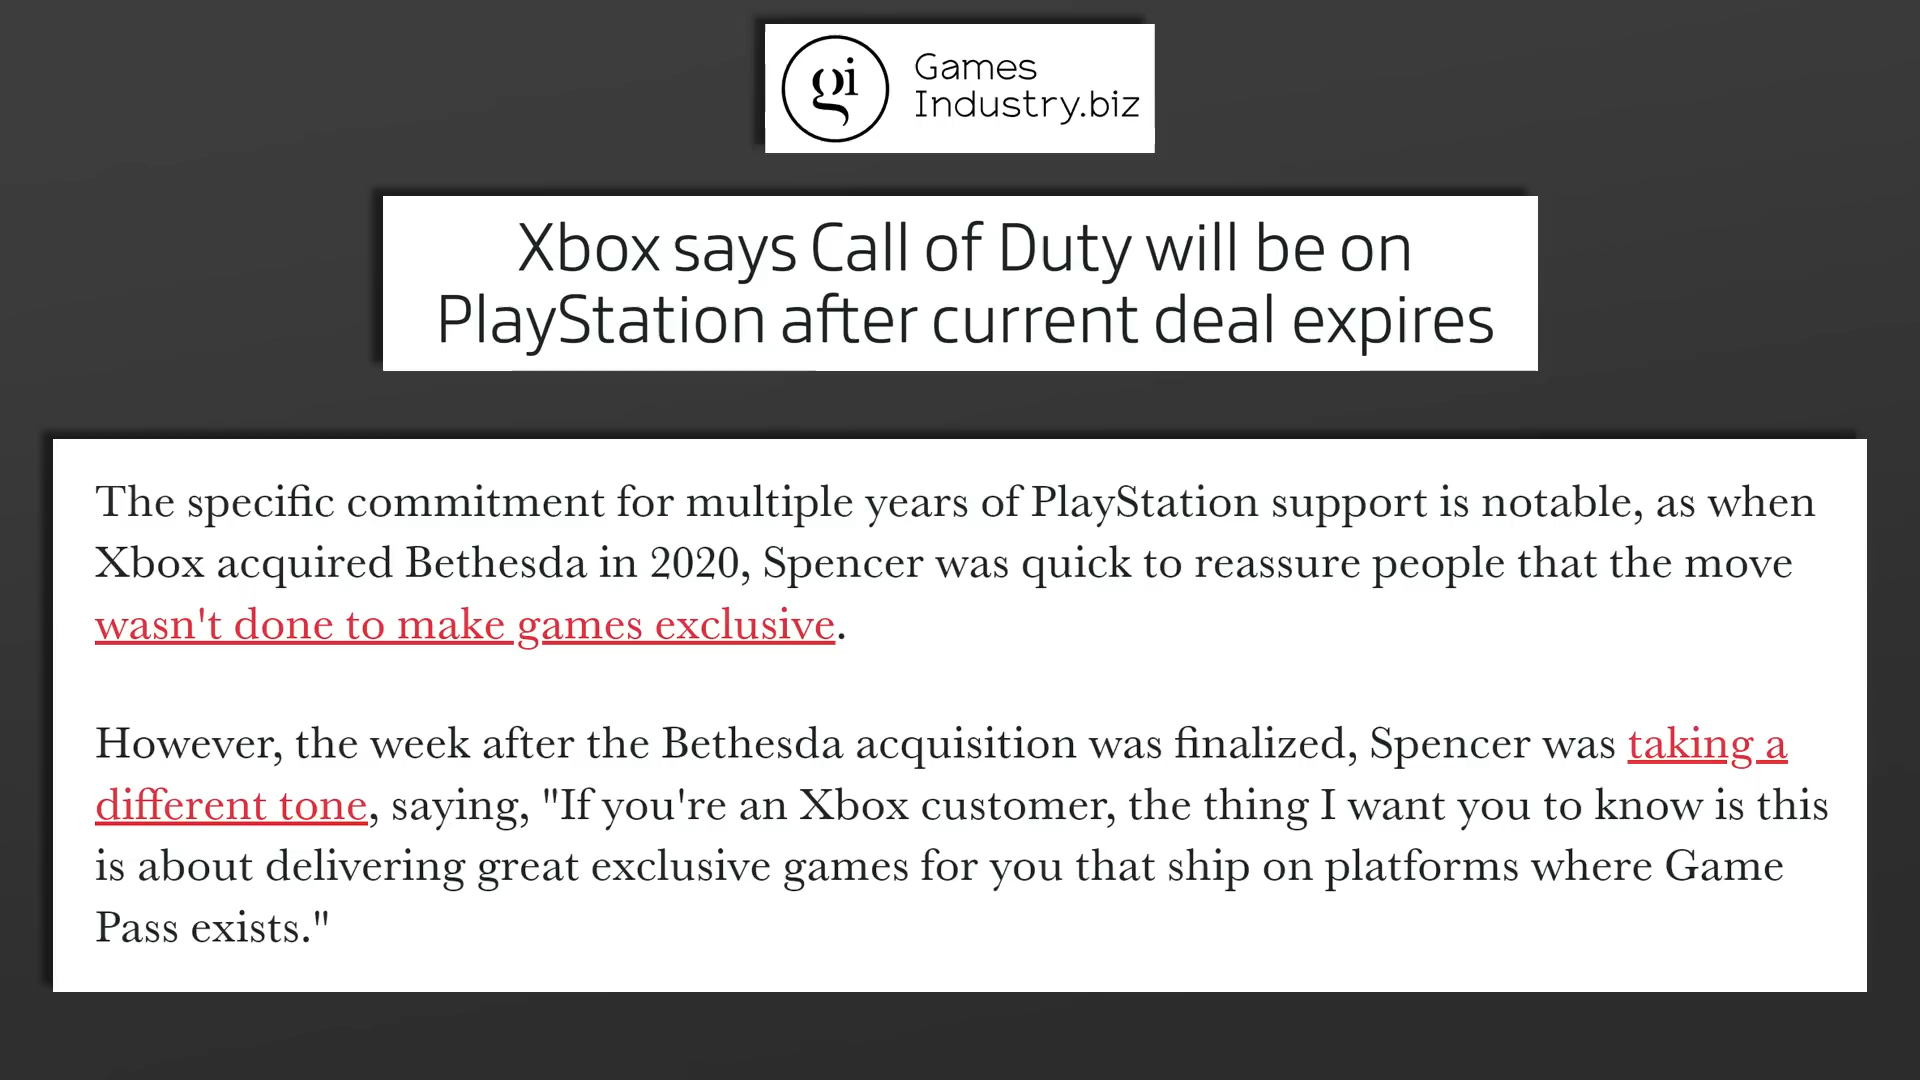 gi
Games
Industry.biz
Xbox says Call of Duty will be on
PlayStation after current deal expires
The specific commitment for multiple years of PlayStation support is notable, as when
Xbox acquired Bethesda in 2020, Spencer was quick to reassure people that the move
wasn't done to make games exclusive.
However, the week after the Bethesda acquisition was finalized, Spencer was taking a
different tone, saying, "If you're an Xbox customer, the thing I want you to know is this
is about delivering great exclusive games for you that ship on platforms where Game
Pass exists."